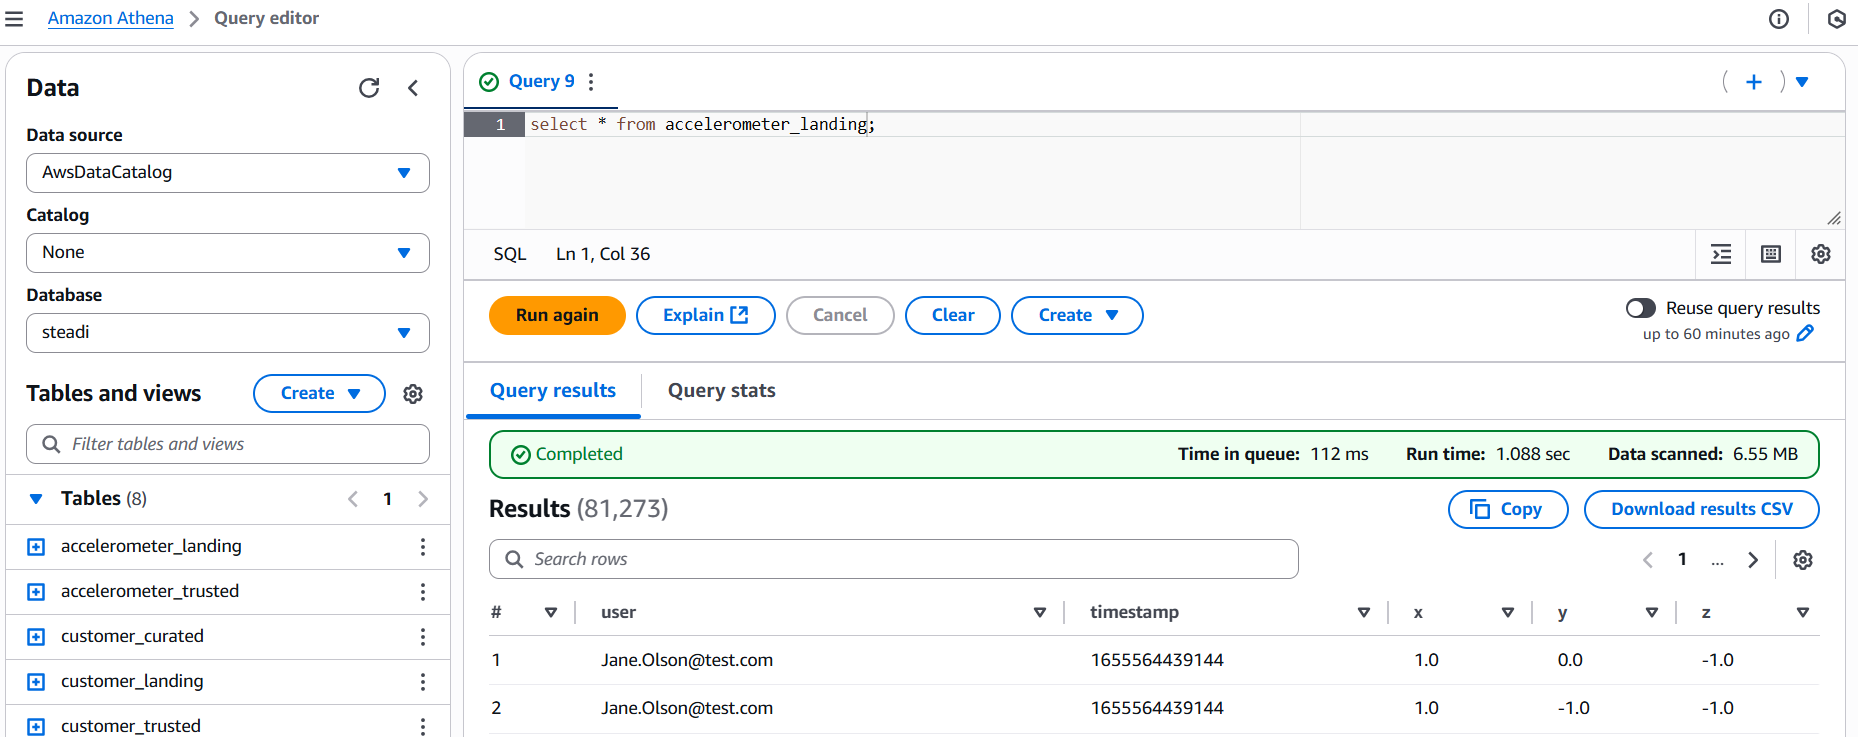 Amazon Athena > Query editor
Data
Data source
AwsDataCatalog
Catalog
None
Database
steadi
Tables and views
Create
Filter tables and views
Tables (8)
1
accelerometer_landing
accelerometer_trusted
customer_curated
customer_landing
customer_trusted
Query 9
1 select * from accelerometer_landing;
SQL Ln 1, Col 36
Run again Explain Cancel Clear Create
Reuse query results
up to 60 minutes ago
Query results Query stats
Completed Time in queue: 112 ms Run time: 1.088 sec Data scanned: 6.55 MB
Results (81,273) Copy Download results CSV
Search rows 1 ...
# user timestamp x y z
1 Jane.Olson@test.com 1655564439144 1.0 0.0 -1.0
2 Jane.Olson@test.com 1655564439144 1.0 -1.0 -1.0